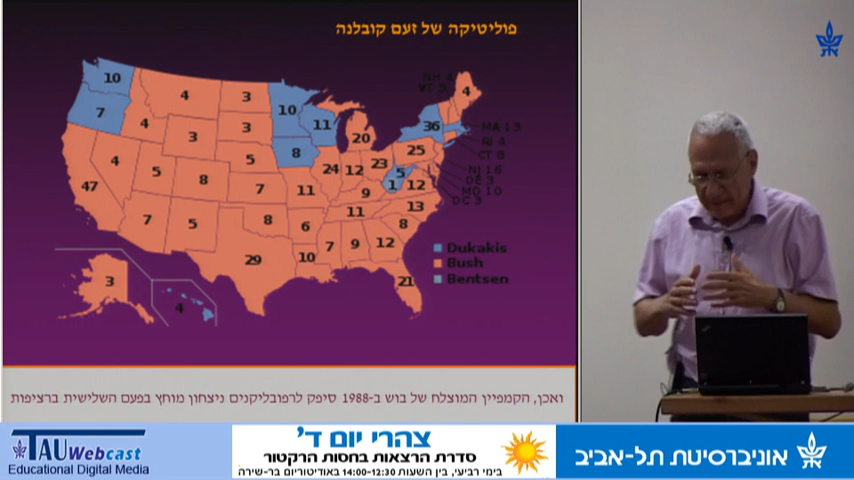 פוליטיקה של זעם קובלנה
10
7
4
3
10
11
36
NH 4
VT 3
4
4
3
3
8
20
MA 13
RI 4
CT 8
47
4
5
8
5
7
11
24
12
23
25
5
1
12
NJ 16
DE 3
MD 10
DC 3
9
13
7
5
8
6
11
8
29
10
7
9
12
21
3
4
Dukakis
Bush
Bentsen
ואכן, הקמפיין המוצלח של בוש ב-1988 סיפק לרפובליקנים ניצחון מוחץ בפעם השלישית ברציפות
TAU Webcast
Educational Digital Media
צהרי יום ד'
סדרת הרצאות בחסות הרקטור
בימי רביעי, בין השעות 14:00-12:30 באודיטוריום בר-שירה
אוניברסיטת תל-אביב